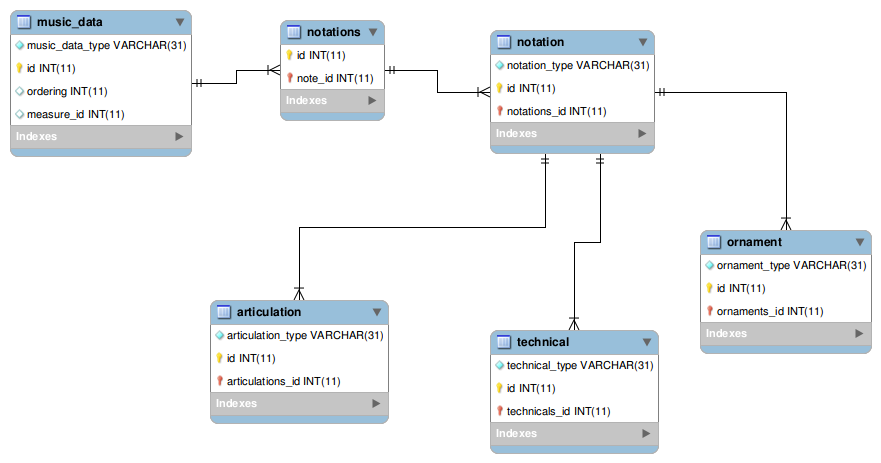 music_data
music_data_type VARCHAR(31)
id INT(11)
ordering INT(11)
measure_id INT(11)
Indexes
notations
id INT(11)
note_id INT(11)
Indexes
notation
notation_type VARCHAR(31)
id INT(11)
notations_id INT(11)
Indexes
ornament
ornament_type VARCHAR(31)
id INT(11)
ornaments_id INT(11)
Indexes
articulation
articulation_type VARCHAR(31)
id INT(11)
articulations_id INT(11)
Indexes
technical
technical_type VARCHAR(31)
id INT(11)
technicals_id INT(11)
Indexes